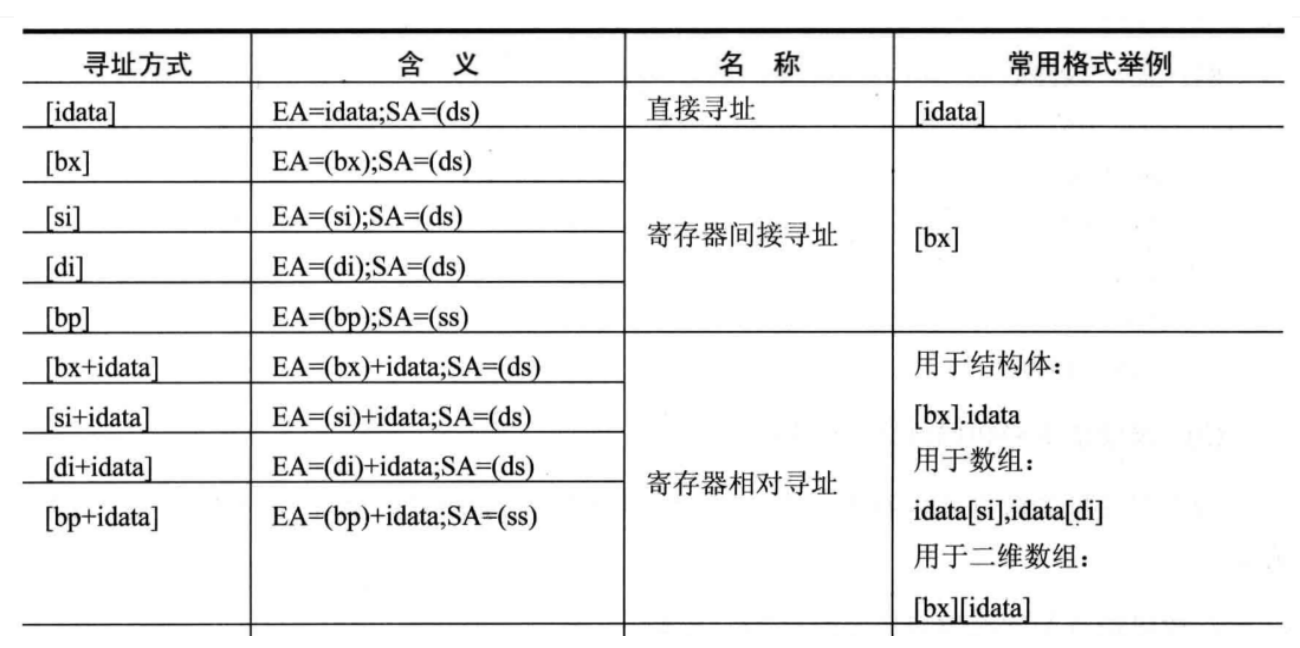 寻址方式 含 义 名 称 常用格式举例
[idata] EA=idata;SA=(ds) 直接寻址 [idata]
[bx] EA=(bx);SA=(ds)
[si] EA=(si);SA=(ds)
寄存器间接寻址 [bx]
[di] EA=(di);SA=(ds)
[bp] EA=(bp);SA=(ss)
[bx+idata] EA=(bx)+idata;SA=(ds) 用于结构体：
[si+idata] EA=(si)+idata;SA=(ds) [bx].idata
[di+idata] EA=(di)+idata;SA=(ds) 用于数组：
寄存器相对寻址
[bp+idata] EA=(bp)+idata;SA=(ss) idata[si],idata[di]
用于二维数组：
[bx][idata]